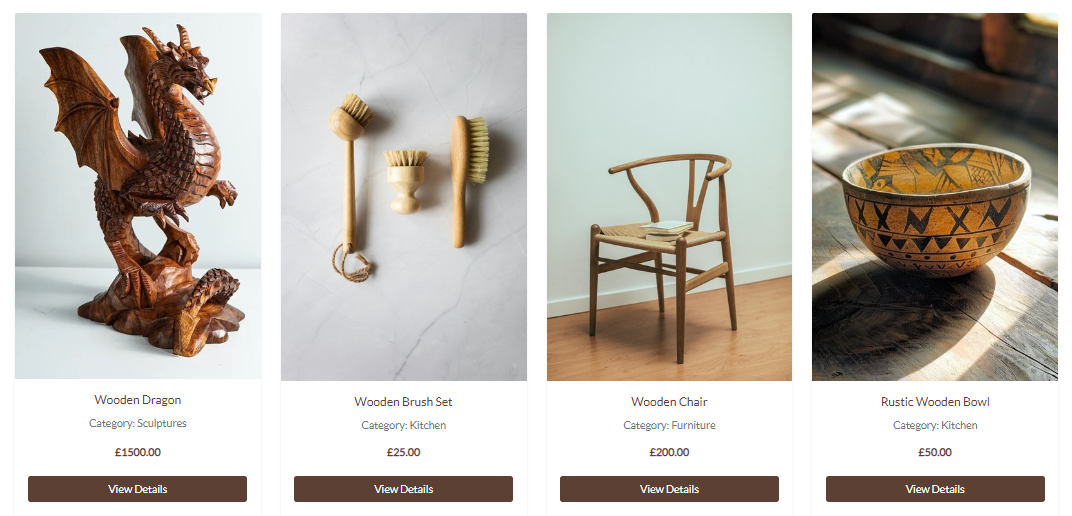 Wooden Dragon
Category: Sculptures
£1500.00
View Details
Wooden Brush Set
Category: Kitchen
£25.00
View Details
Wooden Chair
Category: Furniture
£200.00
View Details
Rustic Wooden Bowl
Category: Kitchen
£50.00
View Details